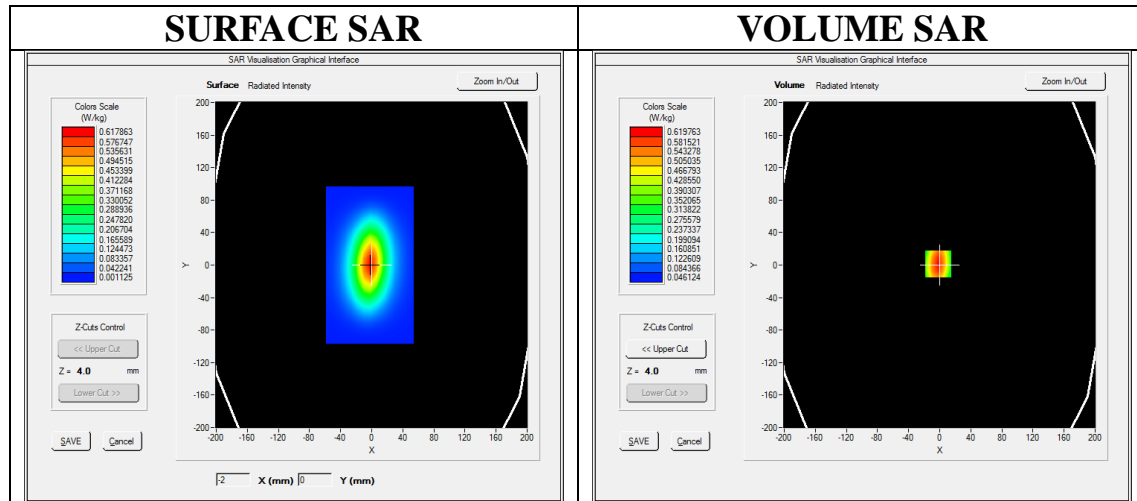 SURFACE SAR
VOLUME SAR
SAR Visualisation Graphical Interface
Surface Radiated Intensity
Zoom In/Out
Colors Scale
(W/kg)
0.617863
0.576747
0.535631
0.494515
0.453399
0.412284
0.371168
0.330052
0.288936
0.247820
0.206704
0.165589
0.124473
0.083357
0.042241
0.001125
Z-Cuts Control
<< Upper Cut
Z = 4.0 mm
Lower Cut >>
SAVE Cancel
Y
200
160
120
80
40
0
-40
-80
-120
-160
-200
-200 -160 -120 -80 -40 0 40 80 120 160 200
X
-2 X (mm) 0 Y (mm)
SAR Visualisation Graphical Interface
Volume Radiated Intensity
Zoom In/Out
Colors Scale
(W/kg)
0.619763
0.581521
0.543278
0.505035
0.466793
0.428550
0.390307
0.352065
0.313822
0.275579
0.237337
0.199094
0.160851
0.122609
0.084366
0.046124
Z-Cuts Control
<< Upper Cut
Z = 4.0 mm
Lower Cut >>
SAVE Cancel
Y
200
160
120
80
40
0
-40
-80
-120
-160
-200
-200 -160 -120 -80 -40 0 40 80 120 160 200
X